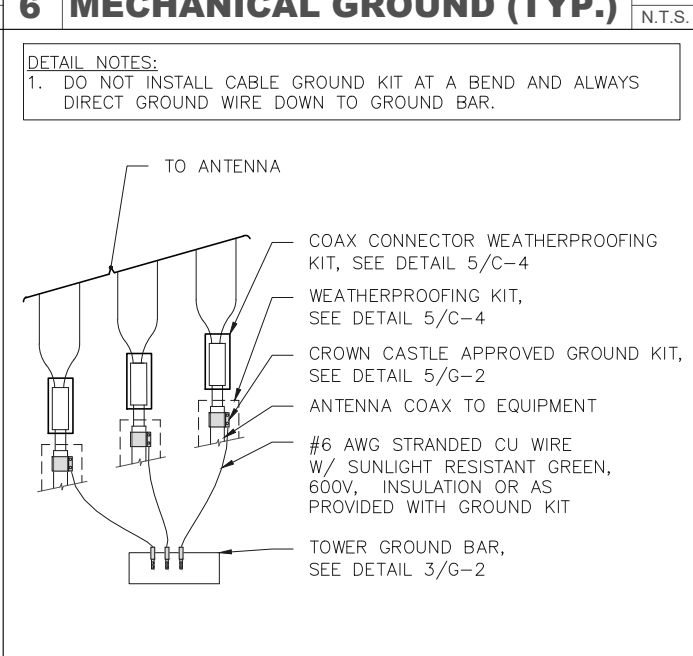 6 MECHANICAL GROUND (TYP.) N.T.S.
DETAIL NOTES:
1. DO NOT INSTALL CABLE GROUND KIT AT A BEND AND ALWAYS
DIRECT GROUND WIRE DOWN TO GROUND BAR.
TO ANTENNA
COAX CONNECTOR WEATHERPROOFING
KIT, SEE DETAIL 5/C-4
WEATHERPROOFING KIT,
SEE DETAIL 5/C-4
CROWN CASTLE APPROVED GROUND KIT,
SEE DETAIL 5/G-2
ANTENNA COAX TO EQUIPMENT
#6 AWG STRANDED CU WIRE
W/ SUNLIGHT RESISTANT GREEN,
600V, INSULATION OR AS
PROVIDED WITH GROUND KIT
TOWER GROUND BAR,
SEE DETAIL 3/G-2